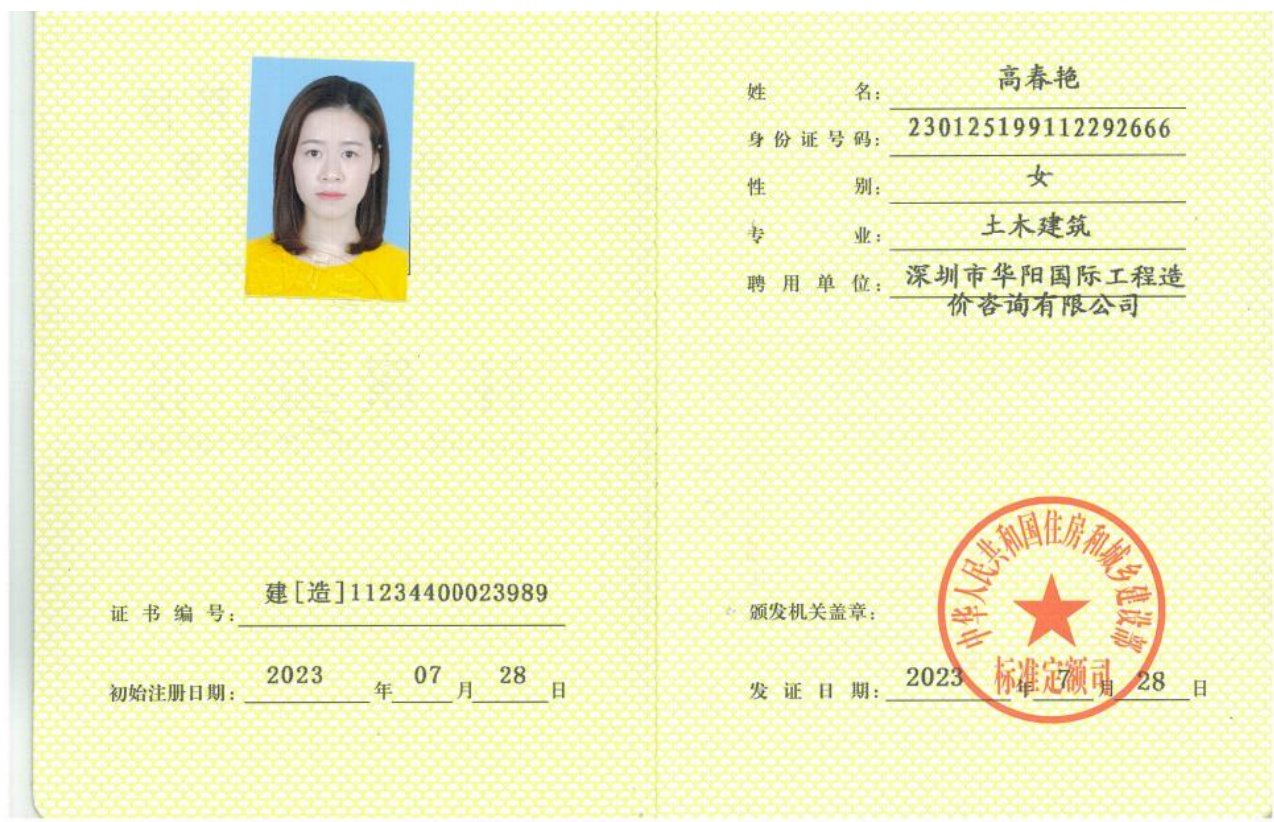 证书编号：建[造]11234400023989
初始注册日期：2023年07月28日
姓名：高春艳
身份证号码：230125199112292666
性别：女
专业：土木建筑
聘用单位：深圳市华阳国际工程造
价咨询有限公司
颁发机关盖章：
中华人民共和国住房和城乡建设部
标准定额司
发证日期：2023年7月28日